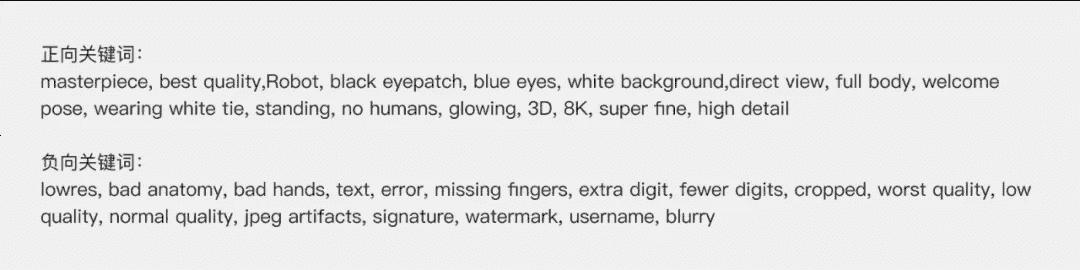 正向关键词：
masterpiece, best quality,Robot, black eyepatch, blue eyes, white background,direct view, full body, welcome
pose, wearing white tie, standing, no humans, glowing, 3D, 8K, super fine, high detail
负向关键词：
lowres, bad anatomy, bad hands, text, error, missing fingers, extra digit, fewer digits, cropped, worst quality, low
quality, normal quality, jpeg artifacts, signature, watermark, username, blurry